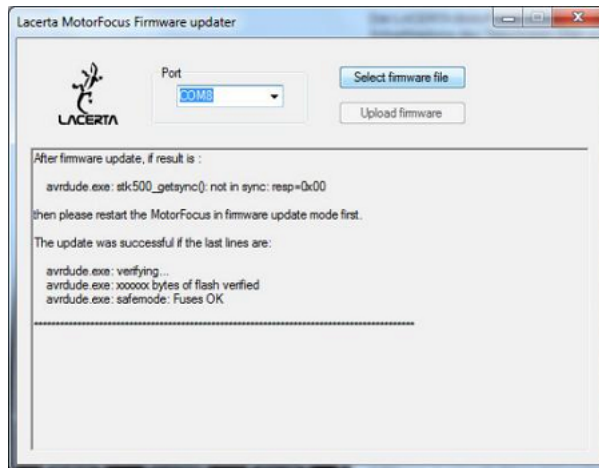 Lacerta MotorFocus Firmware updater
Port
COM8
Select firmware file
Upload firmware
LACERTA
After firmware update, if result is :
avrdude.exe: stk500_getsync(): not in sync: resp=0x00
then please restart the MotorFocus in firmware update mode first.
The update was successful if the last lines are:
avrdude.exe: verifying...
avrdude.exe: xxxxxx bytes of flash verified
avrdude.exe: safemode: Fuses OK